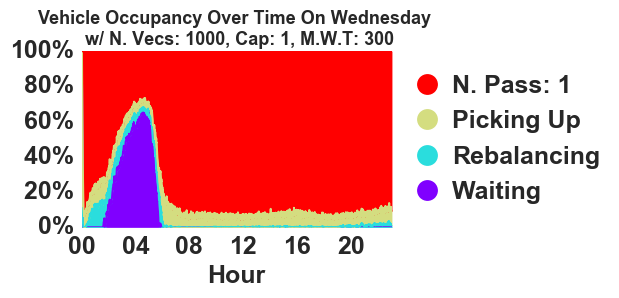 Vehicle Occupancy Over Time On Wednesday
w/ N. Vecs: 1000, Cap: 1, M.W.T: 300
100%
80%
60%
40%
20%
0%
00 04 08 12 16 20
Hour
N. Pass: 1
Picking Up
Rebalancing
Waiting